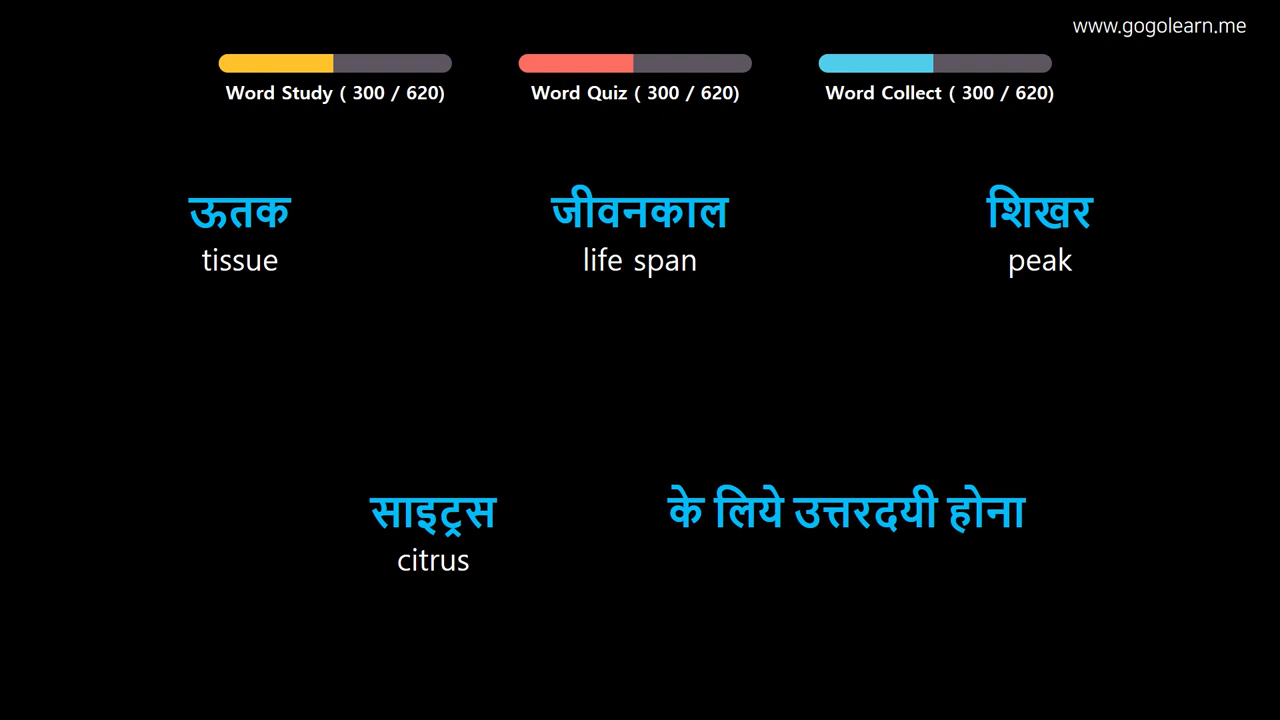 www.gogolearn.me
Word Study ( 300 / 620)
Word Quiz ( 300 / 620)
Word Collect ( 300 / 620)
ऊतक
जीवनकाल
शिखर
tissue
life span
peak
साइट्रस
के लिये उत्तरदयी होना
citrus